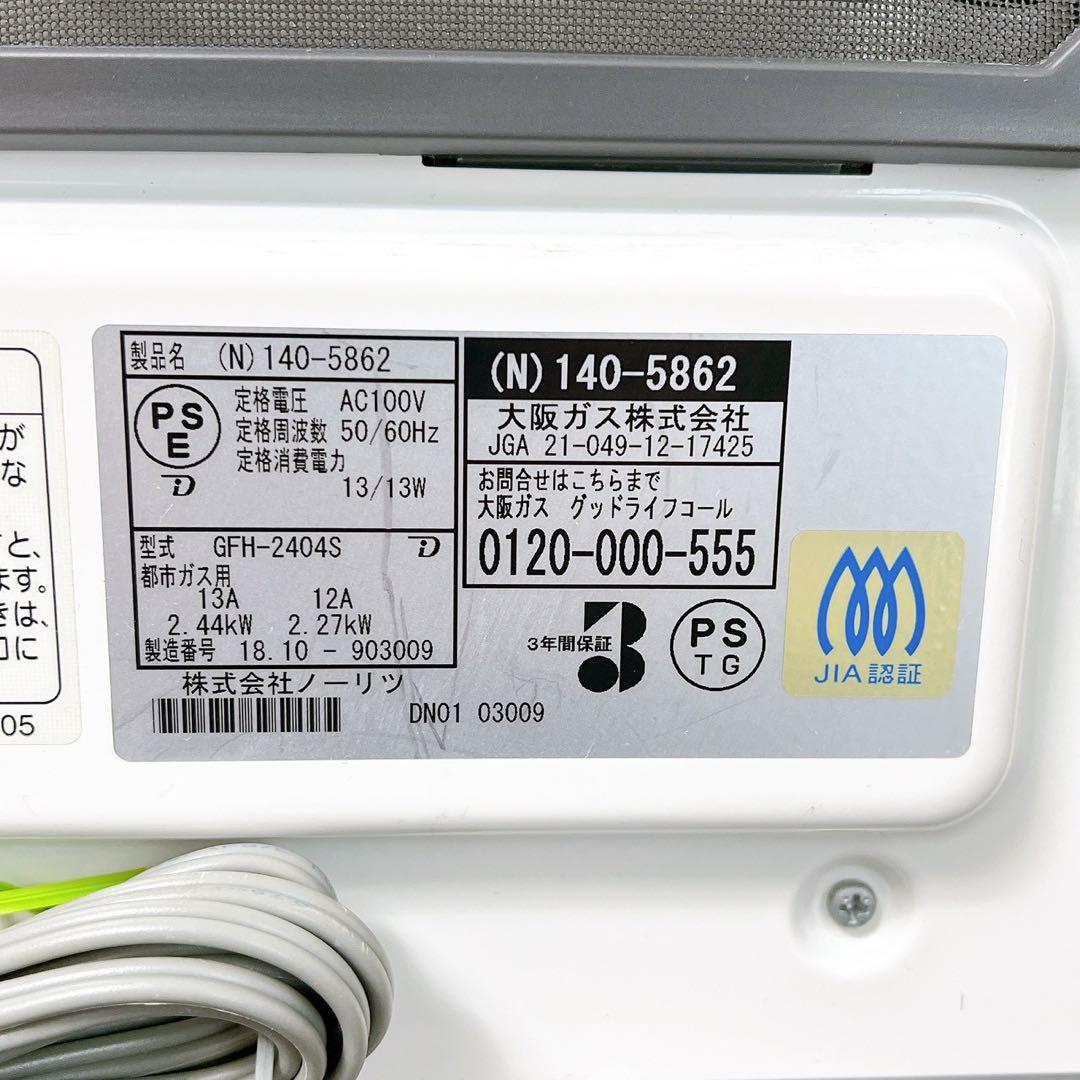 が
な
と、
ます。
きは、
口に
05
製品名 (N)140-5862
PS
E
定格電圧 AC100V
定格周波数 50/60Hz
定格消費電力
13/13W
型式 GFH-2404S
都市ガス用
13A 12A
2.44kW 2.27kW
製造番号 18.10 - 903009
株式会社ノーリツ
DN01 03009
(N)140-5862
大阪ガス株式会社
JGA 21-049-12-17425
お問合せはこちらまで
大阪ガス グッドライフコール
0120-000-555
3年間保証
3
PS
TG
JIA認証